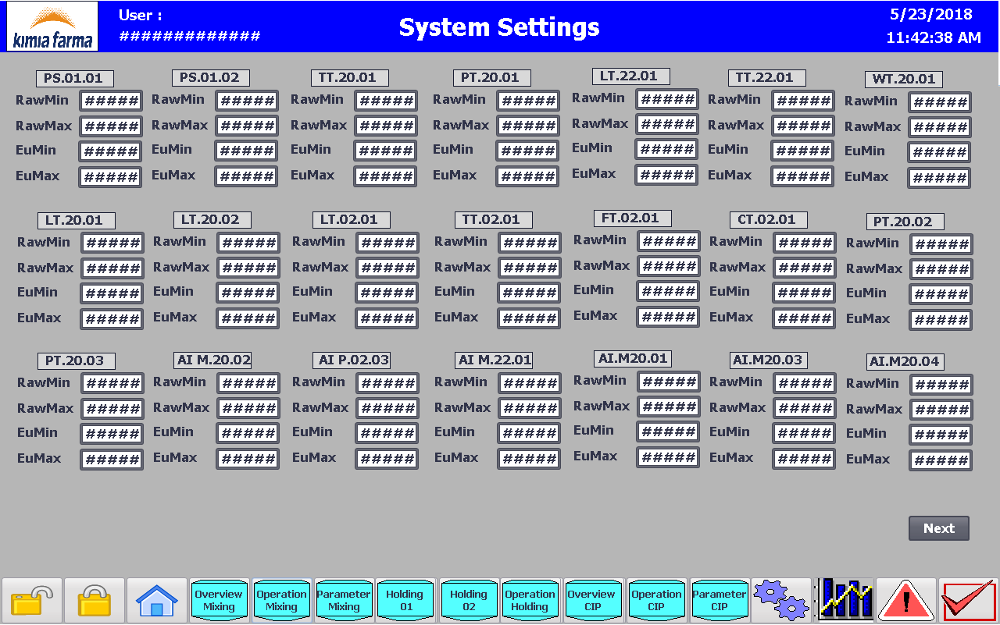 kimia farma
User :
#############
System Settings
5/23/2018
11:42:38 AM
PS.01.01 PS.01.02 TT.20.01 PT.20.01 LT.22.01 TT.22.01 WT.20.01
RawMin ##### RawMin ##### RawMin ##### RawMin ##### RawMin ##### RawMin ##### RawMin #####
RawMax ##### RawMax ##### RawMax ##### RawMax ##### RawMax ##### RawMax ##### RawMax #####
EuMin ##### EuMin ##### EuMin ##### EuMin ##### EuMin ##### EuMin ##### EuMin #####
EuMax ##### EuMax ##### EuMax ##### EuMax ##### EuMax ##### EuMax ##### EuMax #####
LT.20.01 LT.20.02 LT.02.01 TT.02.01 FT.02.01 CT.02.01 PT.20.02
RawMin ##### RawMin ##### RawMin ##### RawMin ##### RawMin ##### RawMin ##### RawMin #####
RawMax ##### RawMax ##### RawMax ##### RawMax ##### RawMax ##### RawMax ##### RawMax #####
EuMin ##### EuMin ##### EuMin ##### EuMin ##### EuMin ##### EuMin ##### EuMin #####
EuMax ##### EuMax ##### EuMax ##### EuMax ##### EuMax ##### EuMax ##### EuMax #####
PT.20.03 AI M.20.02 AI P.02.03 AI M.22.01 AI.M20.01 AI.M20.03 AI.M20.04
RawMin ##### RawMin ##### RawMin ##### RawMin ##### RawMin ##### RawMin ##### RawMin #####
RawMax ##### RawMax ##### RawMax ##### RawMax ##### RawMax ##### RawMax ##### RawMax #####
EuMin ##### EuMin ##### EuMin ##### EuMin ##### EuMin ##### EuMin ##### EuMin #####
EuMax ##### EuMax ##### EuMax ##### EuMax ##### EuMax ##### EuMax ##### EuMax #####
Next
Overview
Mixing
Operation
Mixing
Parameter
Mixing
Holding
01
Holding
02
Operation
Holding
Overview
CIP
Operation
CIP
Parameter
CIP